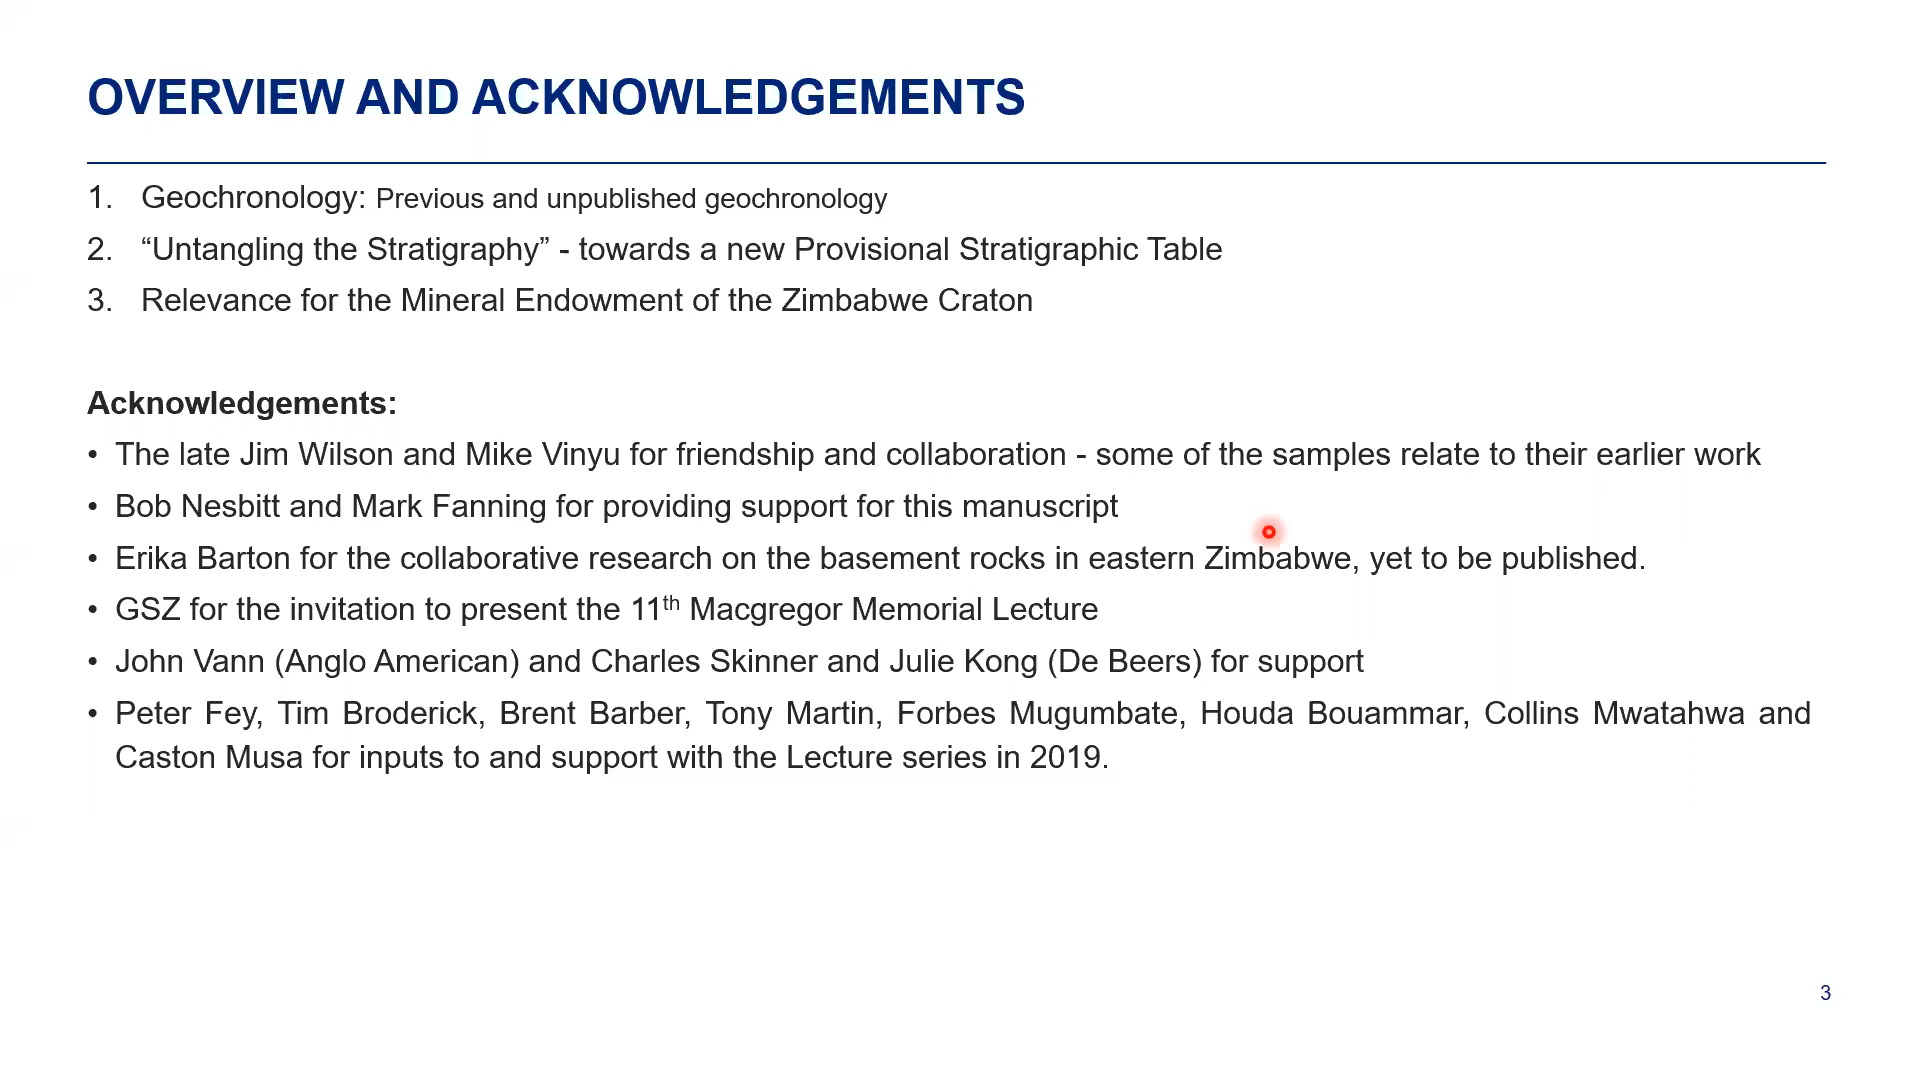 OVERVIEW AND ACKNOWLEDGEMENTS
1. Geochronology: Previous and unpublished geochronology
2. “Untangling the Stratigraphy” - towards a new Provisional Stratigraphic Table
3. Relevance for the Mineral Endowment of the Zimbabwe Craton
Acknowledgements:
• The late Jim Wilson and Mike Vinyu for friendship and collaboration - some of the samples relate to their earlier work
• Bob Nesbitt and Mark Fanning for providing support for this manuscript
• Erika Barton for the collaborative research on the basement rocks in eastern Zimbabwe, yet to be published.
• GSZ for the invitation to present the 11th Macgregor Memorial Lecture
• John Vann (Anglo American) and Charles Skinner and Julie Kong (De Beers) for support
• Peter Fey, Tim Broderick, Brent Barber, Tony Martin, Forbes Mugumbate, Houda Bouammar, Collins Mwatahwa and
Caston Musa for inputs to and support with the Lecture series in 2019.
3